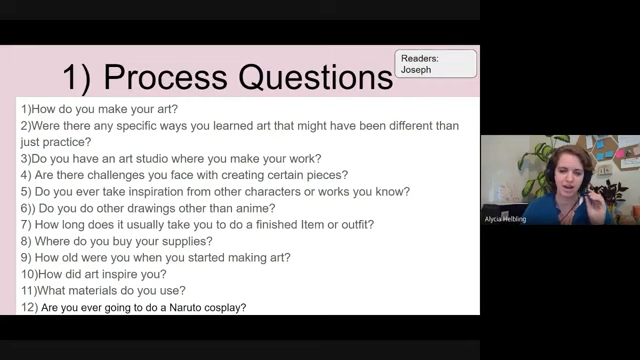 Readers:
Joseph
1) Process Questions
1)How do you make your art?
2)Were there any specific ways you learned art that might have been different than
just practice?
3)Do you have an art studio where you make your work?
4) Are there challenges you face with creating certain pieces?
5) Do you ever take inspiration from other characters or works you know?
6)) Do you do other drawings other than anime?
7) How long does it usually take you to do a finished Item or outfit?
8) Where do you buy your supplies?
9) How old were you when you started making art?
10)How did art inspire you?
11)What materials do you use?
12) Are you ever going to do a Naruto cosplay?
Alycia Helbling